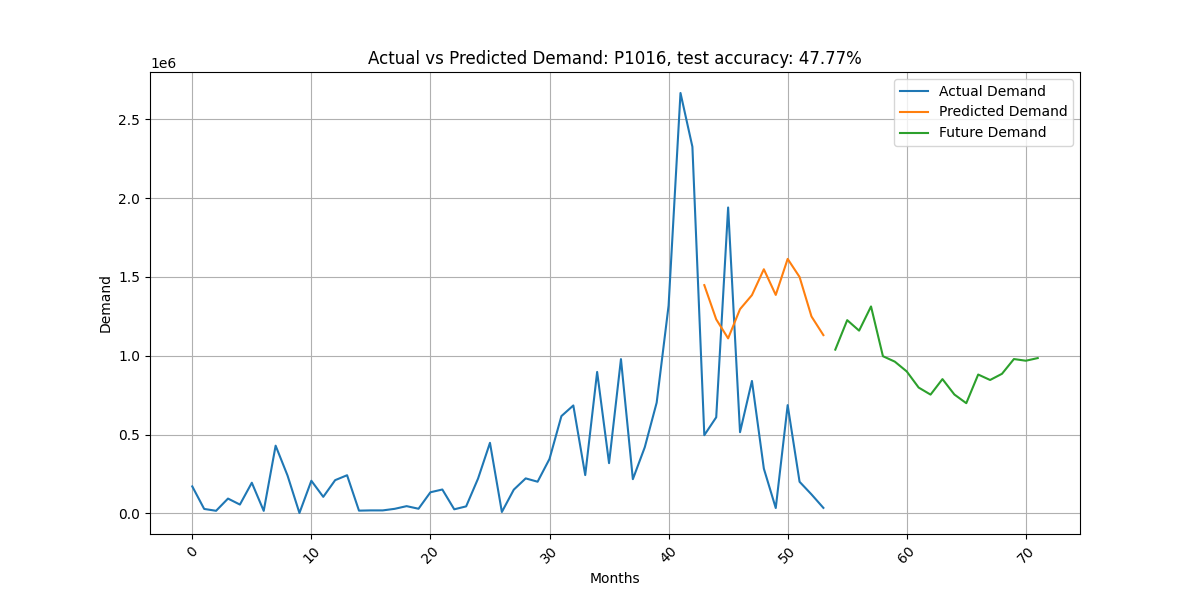 Actual vs Predicted Demand: P1016, test accuracy: 47.77%
1e6
Actual Demand
Predicted Demand
Future Demand
2.5
2.0
1.5
1.0
0.5
0.0
Demand
0 10 20 30 40 50 60 70
Months